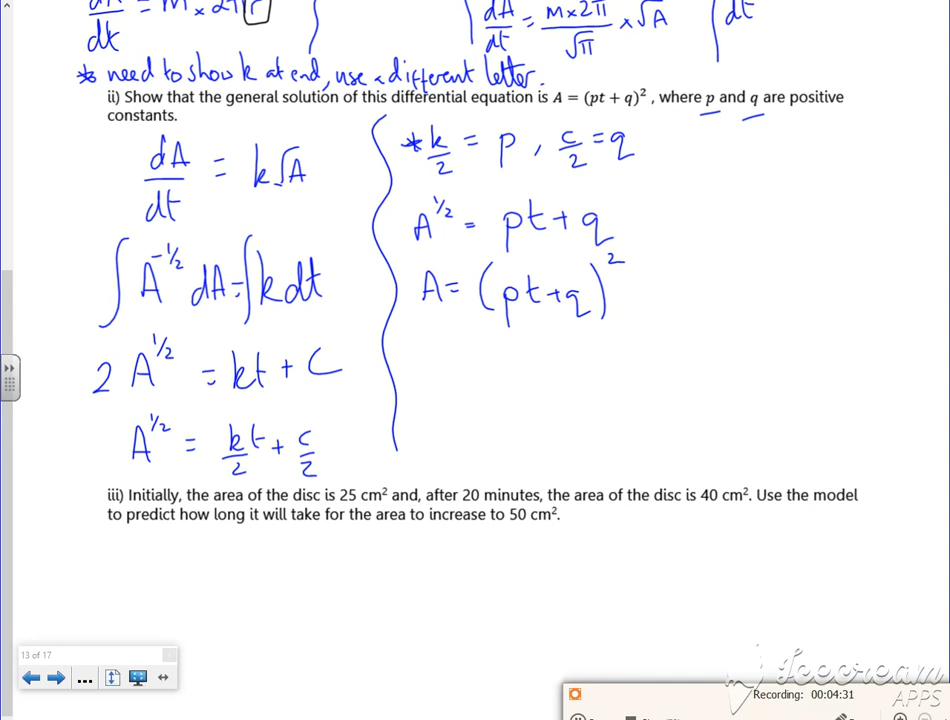 dt
= m × 2π r
dA/dt = m×2π/√π × √A
dt
* need to show k at end, use a different letter.
ii) Show that the general solution of this differential equation is A = (pt + q)², where p and q are positive
constants.
dA/dt = k√A
∫A^-1/2 dA = ∫k dt
2 A^1/2 = kt + C
A^1/2 = kt/2 + c/2
* k/2 = p , c/2 = q
A^1/2 = pt + q
A = (pt+q)²
iii) Initially, the area of the disc is 25 cm² and, after 20 minutes, the area of the disc is 40 cm². Use the model
to predict how long it will take for the area to increase to 50 cm².
13 of 17
...
Icecream
APPS
Recording: 00:04:31